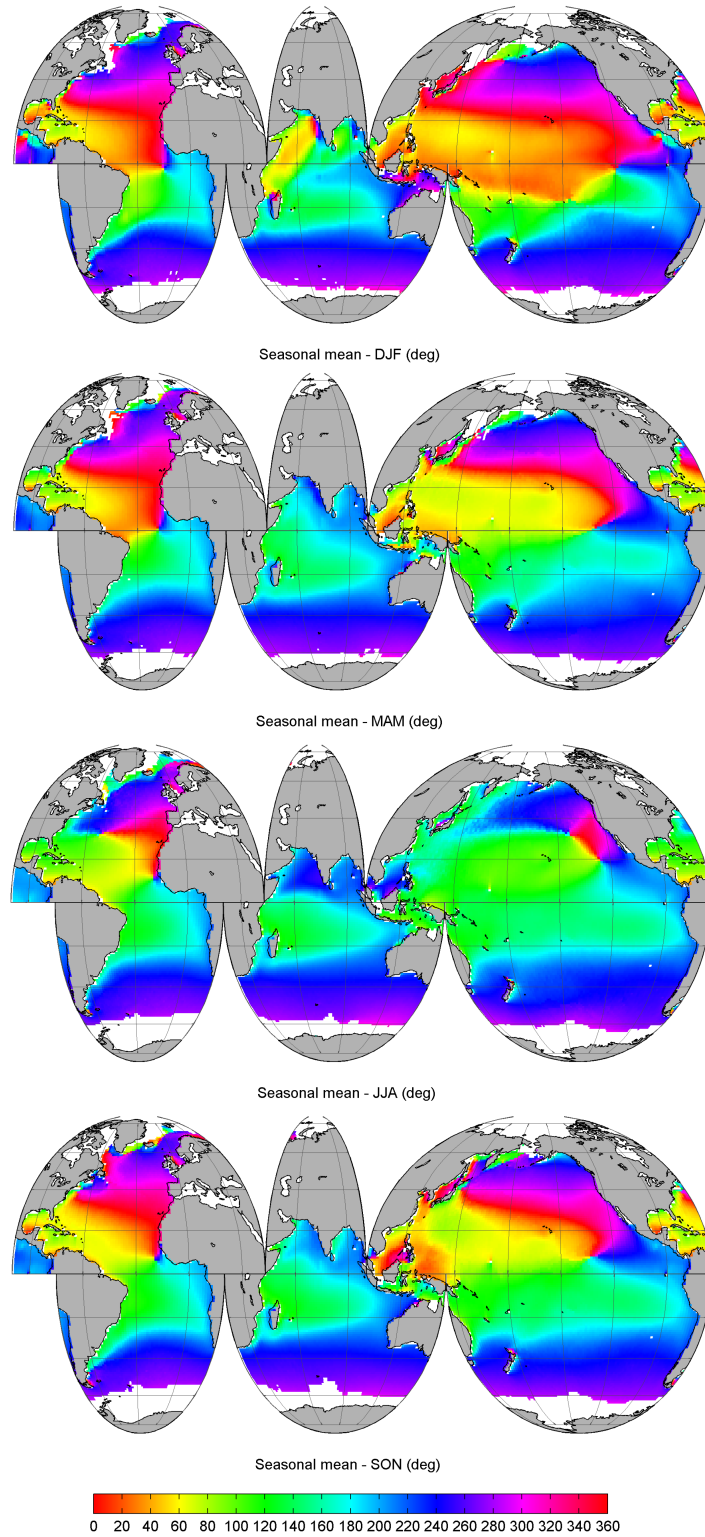 Seasonal mean - DJF (deg)
Seasonal mean - MAM (deg)
Seasonal mean - JJA (deg)
Seasonal mean - SON (deg)
0 20 40 60 80 100 120 140 160 180 200 220 240 260 280 300 320 340 360